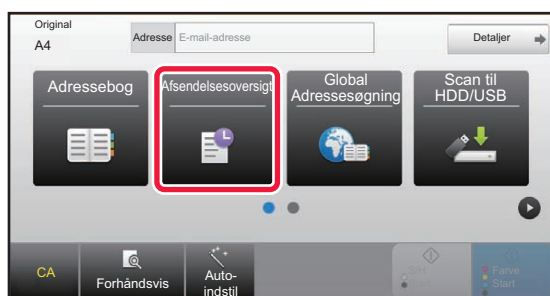 Original
A4
Adresse E-mail-adresse
Detaljer
Adressebog
Afsendelsesoversigt
Global
Adressesøgning
Scan til
HDD/USB
CA
Forhåndsvis
Auto-
indstil
Farve
Start